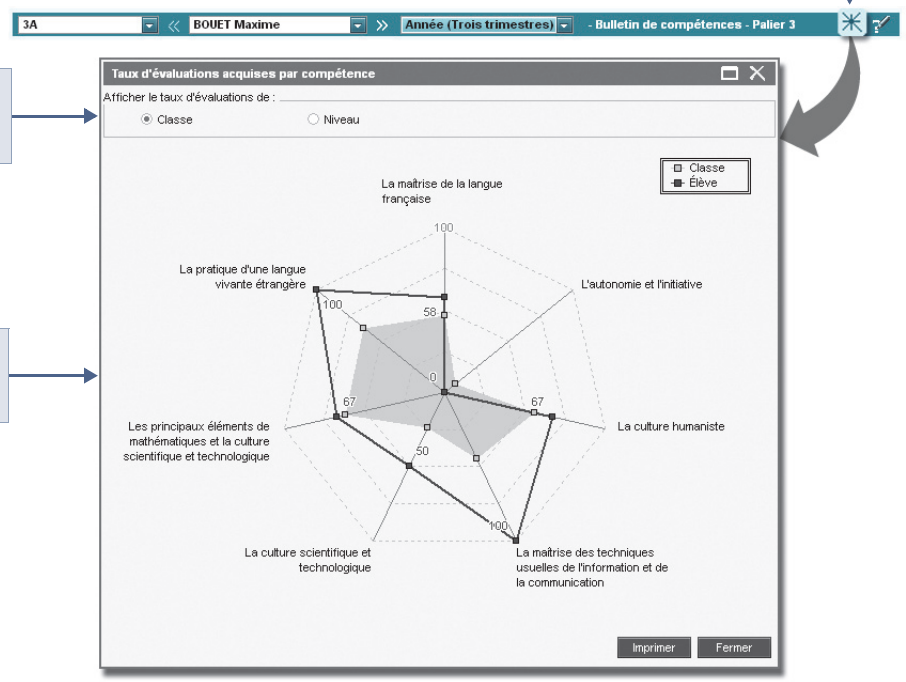 3A
BOUET Maxime
Année (Trois trimestres)
- Bulletin de compétences - Palier 3
Taux d'évaluations acquises par compétence
Afficher le taux d'évaluations de :
Classe
Niveau
Classe
Élève
La maîtrise de la langue
française
100
L'autonomie et l'initiative
La pratique d'une langue
vivante étrangère
100
58
0
67
67
La culture humaniste
Les principaux éléments de
mathématiques et la culture
scientifique et technologique
50
100
La culture scientifique et
technologique
La maîtrise des techniques
usuelles de l'information et de
la communication
Imprimer
Fermer